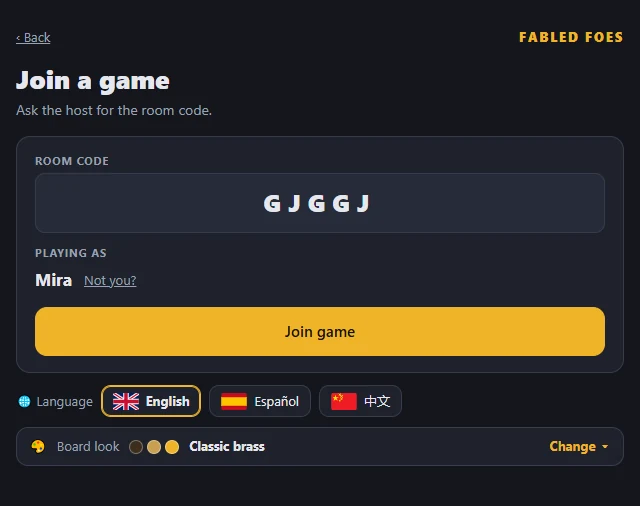 ‹ Back
FABLED FOES
Join a game
Ask the host for the room code.
ROOM CODE
GJGGJ
PLAYING AS
Mira Not you?
Join game
Language English Español 中文
Board look Classic brass Change